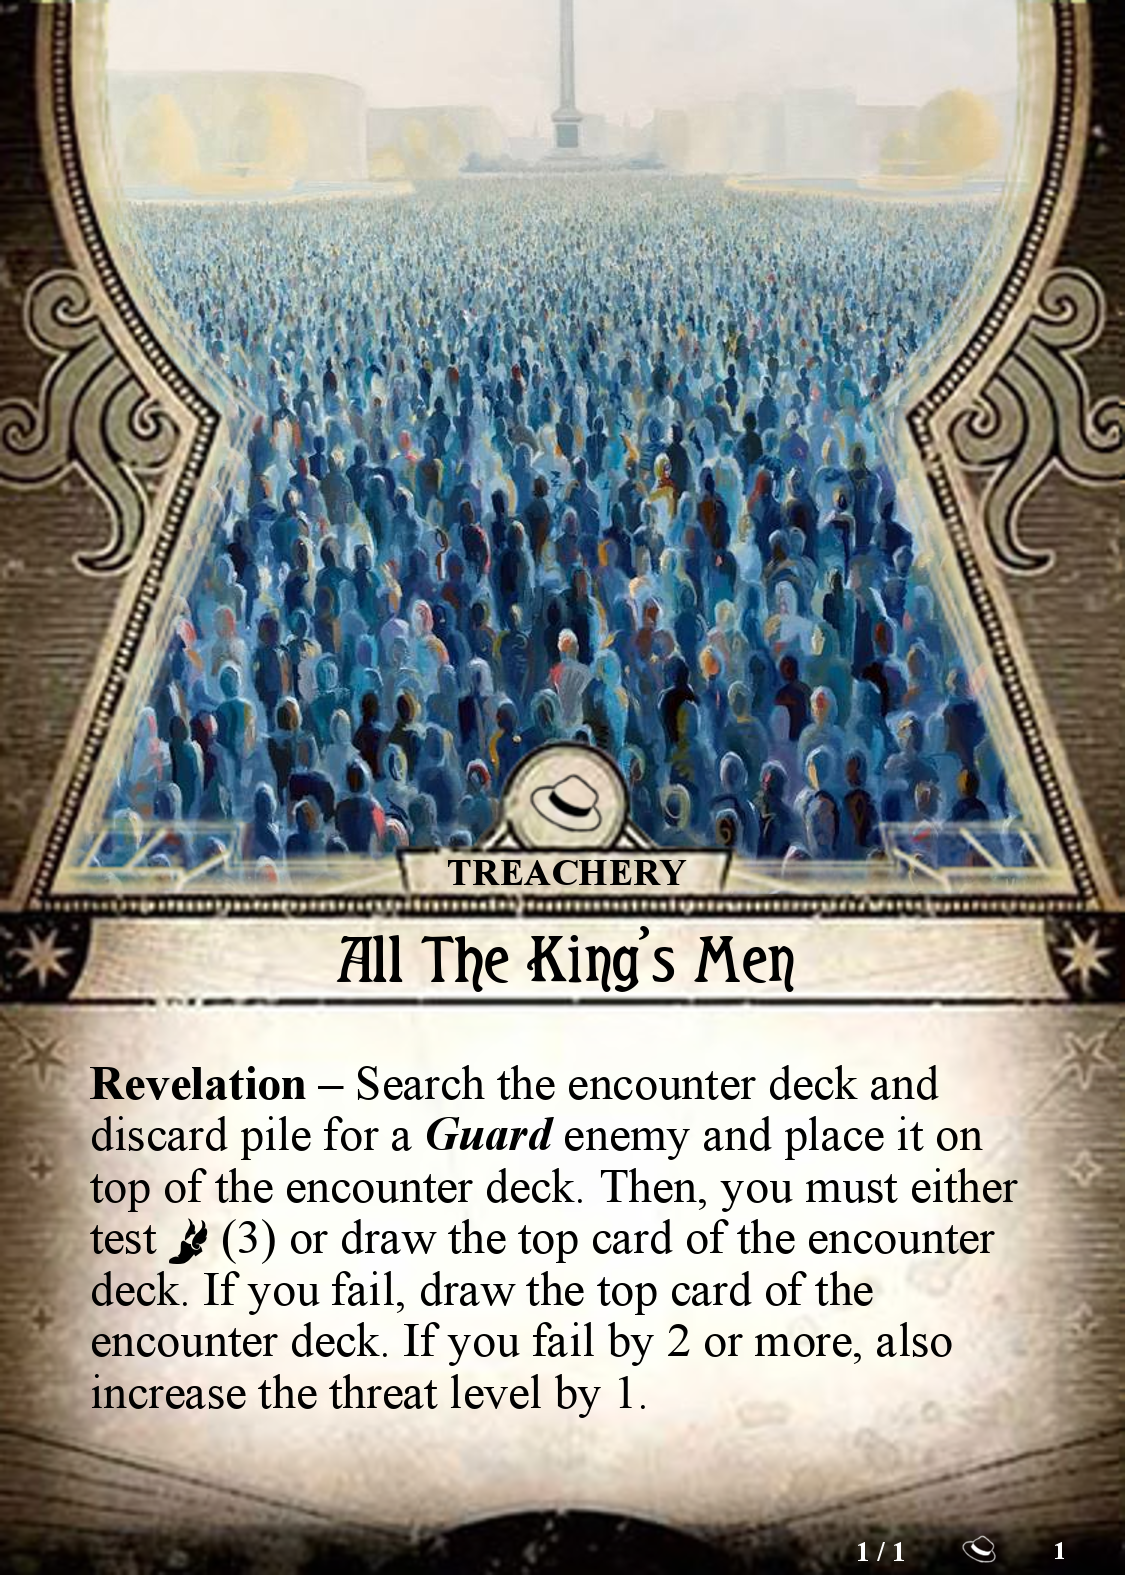 TREACHERY
All The King's Men
Revelation – Search the encounter deck and
discard pile for a Guard enemy and place it on
top of the encounter deck. Then, you must either
test (3) or draw the top card of the encounter
deck. If you fail, draw the top card of the
encounter deck. If you fail by 2 or more, also
increase the threat level by 1.
1 / 1 1